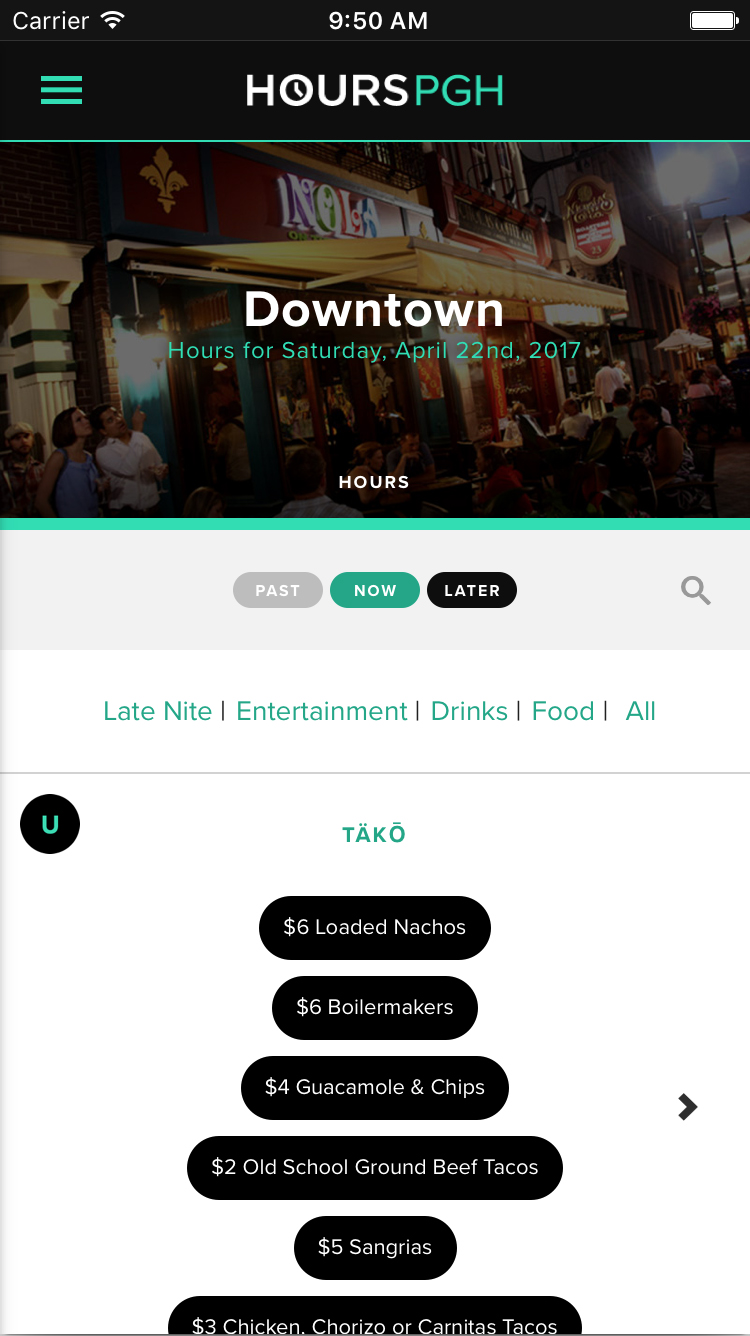 Carrier 9:50 AM
HOURSPGH
NOLA
Downtown
Hours for Saturday, April 22nd, 2017
HOURS
PAST NOW LATER
Late Nite | Entertainment | Drinks | Food | All
U
TÄKŌ
$6 Loaded Nachos
$6 Boilermakers
$4 Guacamole & Chips
$2 Old School Ground Beef Tacos
$5 Sangrias
$3 Chicken, Chorizo or Carnitas Tacos